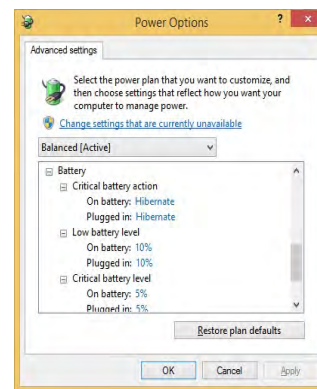 Power Options
?
Advanced settings
Select the power plan that you want to customize, and
then choose settings that reflect how you want your
computer to manage power.
Change settings that are currently unavailable
Balanced [Active]
Battery
Critical battery action
On battery: Hibernate
Plugged in: Hibernate
Low battery level
On battery: 10%
Plugged in: 10%
Critical battery level
On battery: 5%
Plugged in: 5%
Restore plan defaults
OK Cancel Apply